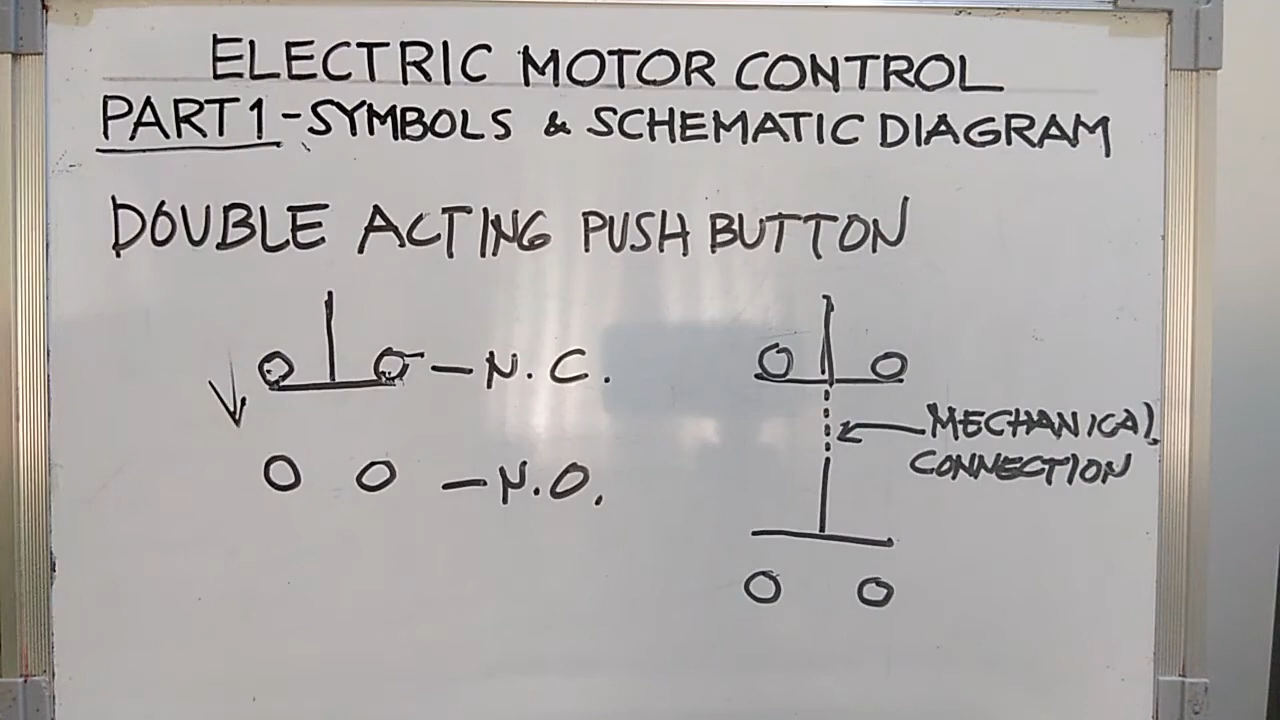 ELECTRIC MOTOR CONTROL
PART 1 - SYMBOLS & SCHEMATIC DIAGRAM
DOUBLE ACTING PUSH BUTTON
- N.C.
- N.O.
MECHANICAL
CONNECTION